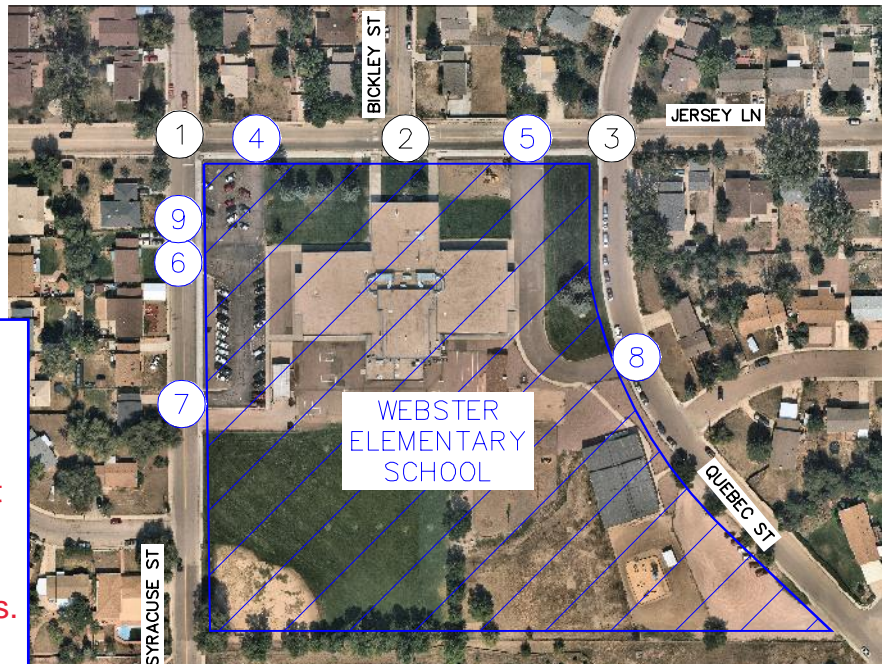 BICKLEY ST
JERSEY LN
1
4
2
5
3
9
6
8
7
WEBSTER
ELEMENTARY
SCHOOL
QUEBEC ST
SYRACUSE ST
s.